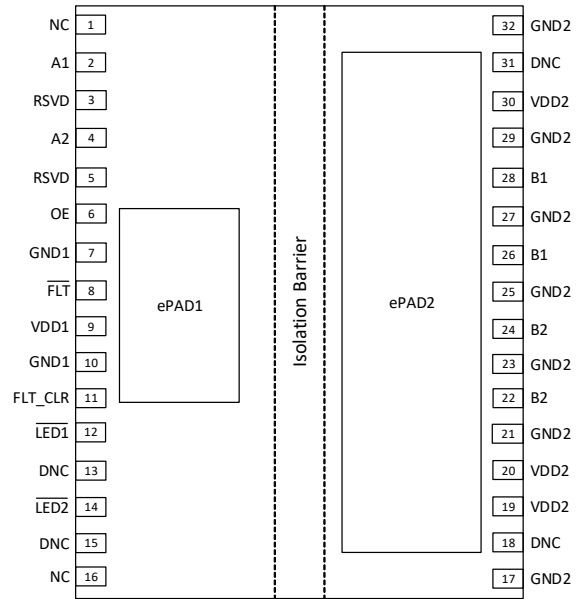 NC 1
A1 2
RSVD 3
A2 4
RSVD 5
OE 6
GND1 7
FLT 8
VDD1 9
GND1 10
FLT_CLR 11
LED1 12
DNC 13
LED2 14
DNC 15
NC 16
ePAD1
Isolation Barrier
ePAD2
32 GND2
31 DNC
30 VDD2
29 GND2
28 B1
27 GND2
26 B1
25 GND2
24 B2
23 GND2
22 B2
21 GND2
20 VDD2
19 VDD2
18 DNC
17 GND2